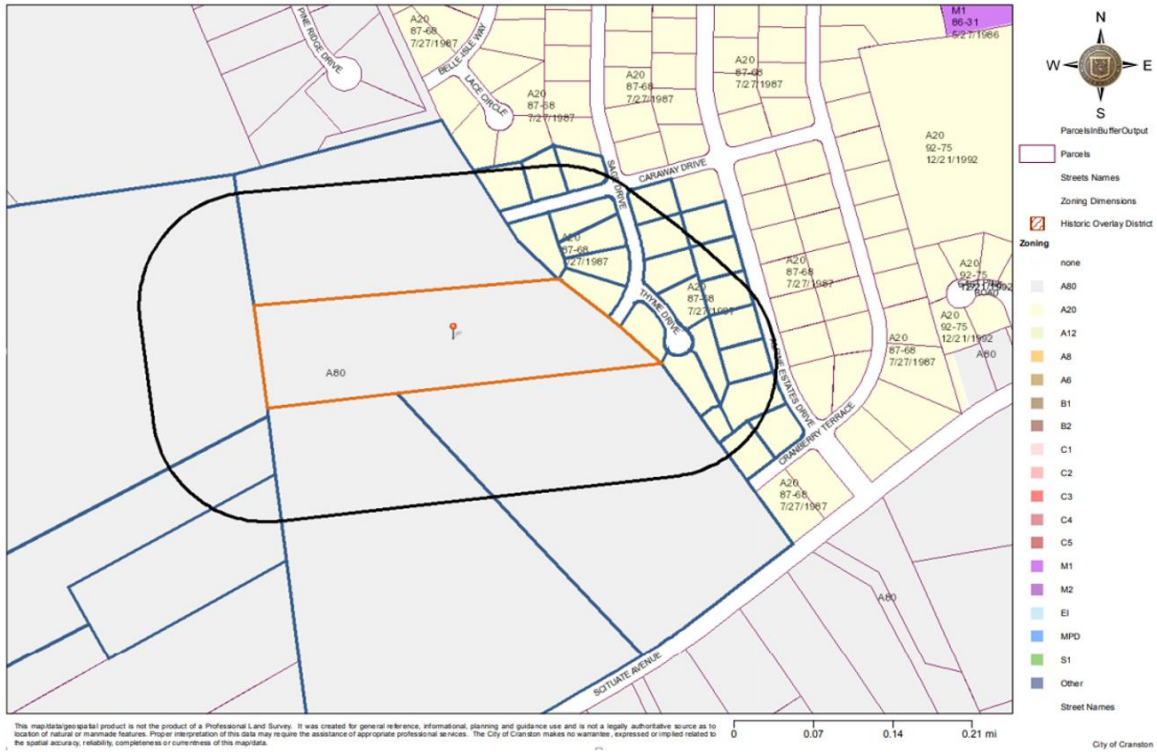 PINE RIDGE DRIVE
A20
87-68
7/27/1987
BELLE ISLE WAY
LACE CIRCLE
A20
87-68
7/27/1987
A20
87-68
7/27/1987
A20
87-68
7/27/1987
M1
86-31
5/27/1986
A20
92-75
12/21/1992
SAGE DRIVE
CARAWAY DRIVE
A20
87-68
7/27/1987
A20
87-68
7/27/1987
THYME DRIVE
A20
87-68
7/27/1987
A20
92-75
12/21/1992
ROAD
A20
92-75
12/21/1992
A20
87-68
7/27/1987
A80
A80
ESTATES DRIVE
CRANBERRY TERRACE
A20
87-68
7/27/1987
A80
SCITUATE AVENUE
N
W
E
S
ParcelsInBufferOutput
Parcels
Streets Names
Zoning Dimensions
Historic Overlay District
Zoning
none
A80
A20
A12
A8
A6
B1
B2
C1
C2
C3
C4
C5
M1
M2
EI
MPD
S1
Other
Street Names
This map/data/geospatial product is not the product of a Professional Land Survey. It was created for general reference, informational, planning and guidance use and is not a legally authoritative source as to
location of natural or manmade features. Proper interpretation of this data may require the assistance of appropriate professional services. The City of Cranston makes no warrantee, expressed or implied related to
the spatial accuracy, reliability, completeness or currentness of this map/data.
0
0.07
0.14
0.21 mi
City of Cranston